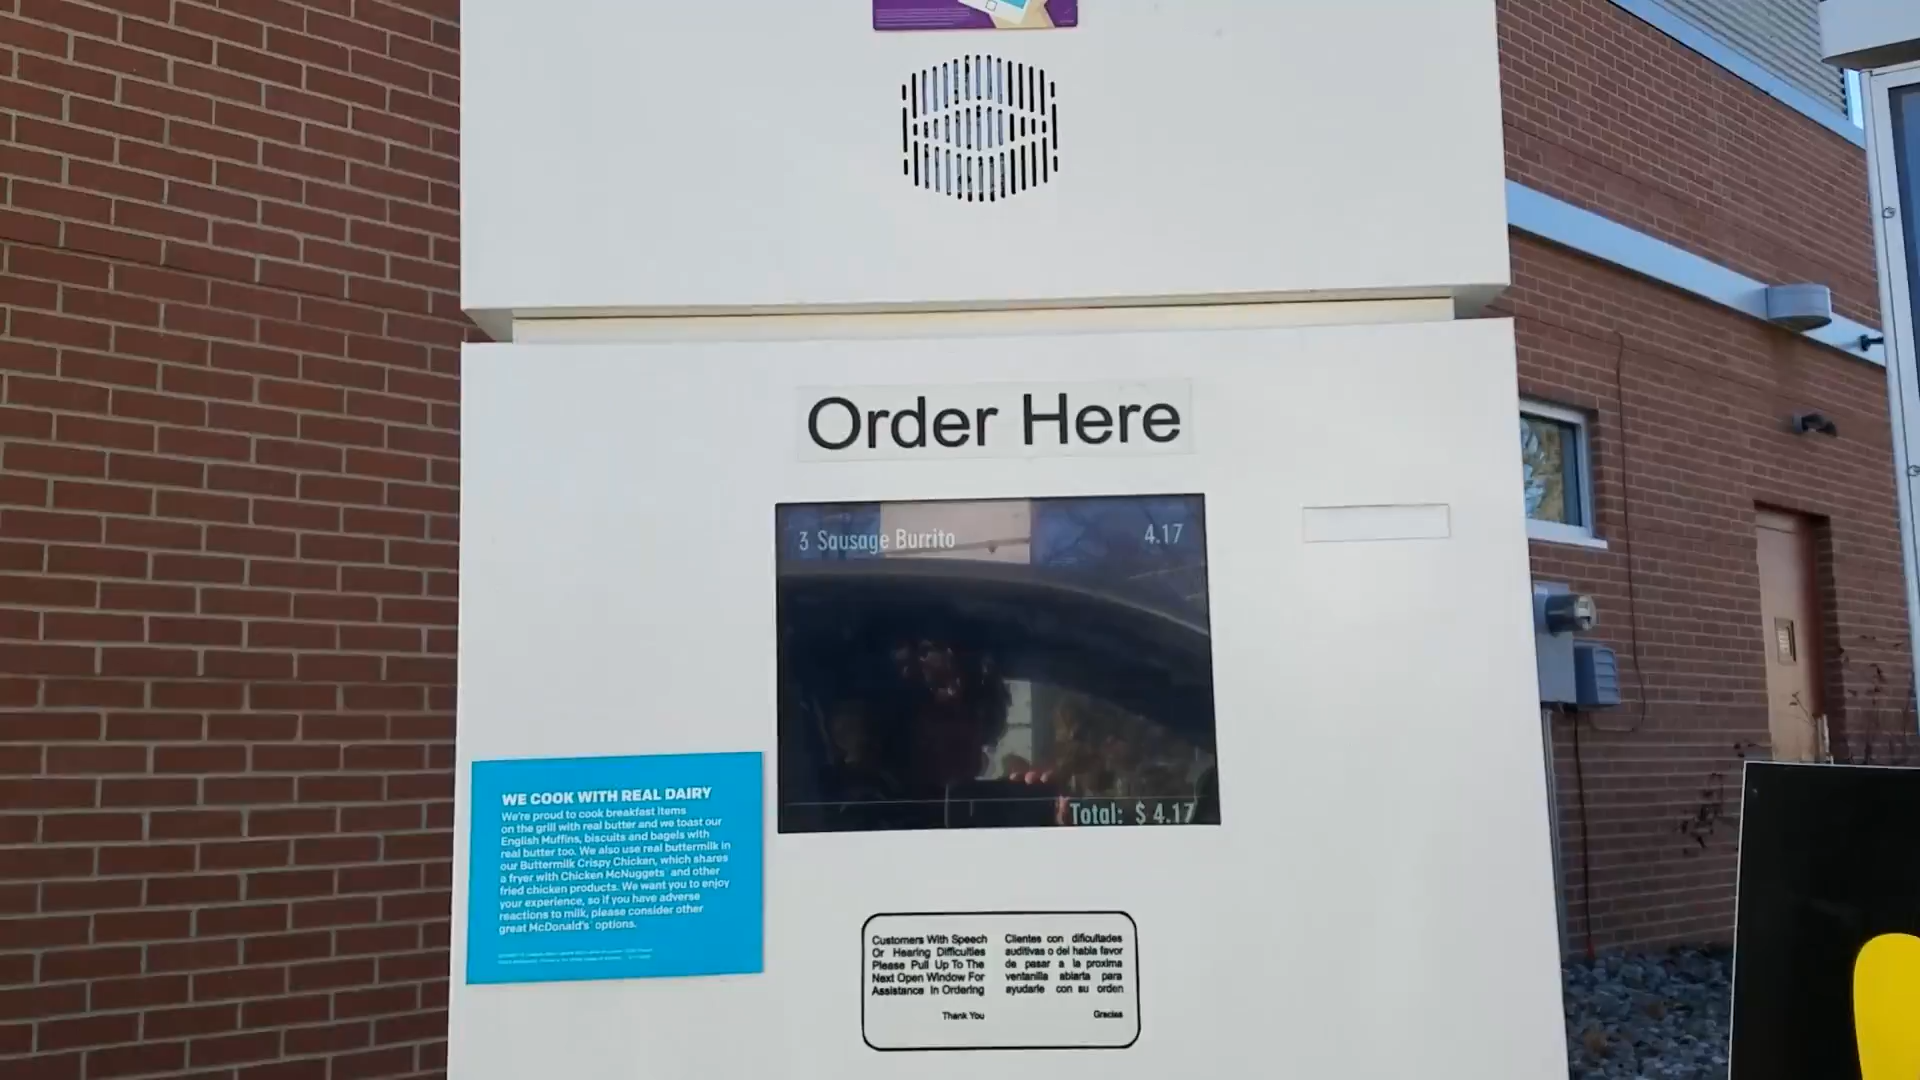 Order Here
3 Sausage Burrito 4.17
Total: $ 4.17
WE COOK WITH REAL DAIRY
We're proud to cook breakfast items
on the grill with real butter and we toast our
English Muffins, biscuits and bagels with
real butter too. We also use real buttermilk in
our Buttermilk Crispy Chicken, which shares
a fryer with Chicken McNuggets and other
fried chicken products. We want you to enjoy
your experience, so if you have adverse
reactions to milk, please consider other
great McDonald's options.
Customers With Speech
Or Hearing Difficulties
Please Pull Up To The
Next Open Window For
Assistance In Ordering
Thank You
Clientes con dificultades
auditivas o del habla favor
de pasar a la proxima
ventanilla abiarta para
ayudarle con su orden
Gracias